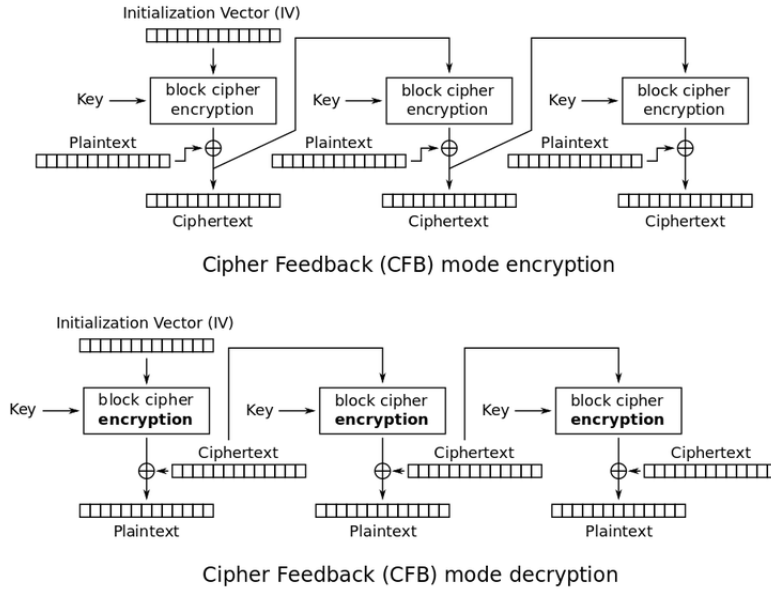 Initialization Vector (IV)
Key
block cipher
encryption
Key
block cipher
encryption
Key
block cipher
encryption
Plaintext
Plaintext
Plaintext
Ciphertext
Ciphertext
Ciphertext
Cipher Feedback (CFB) mode encryption
Initialization Vector (IV)
Key
block cipher
encryption
Key
block cipher
encryption
Key
block cipher
encryption
Ciphertext
Ciphertext
Ciphertext
Plaintext
Plaintext
Plaintext
Cipher Feedback (CFB) mode decryption